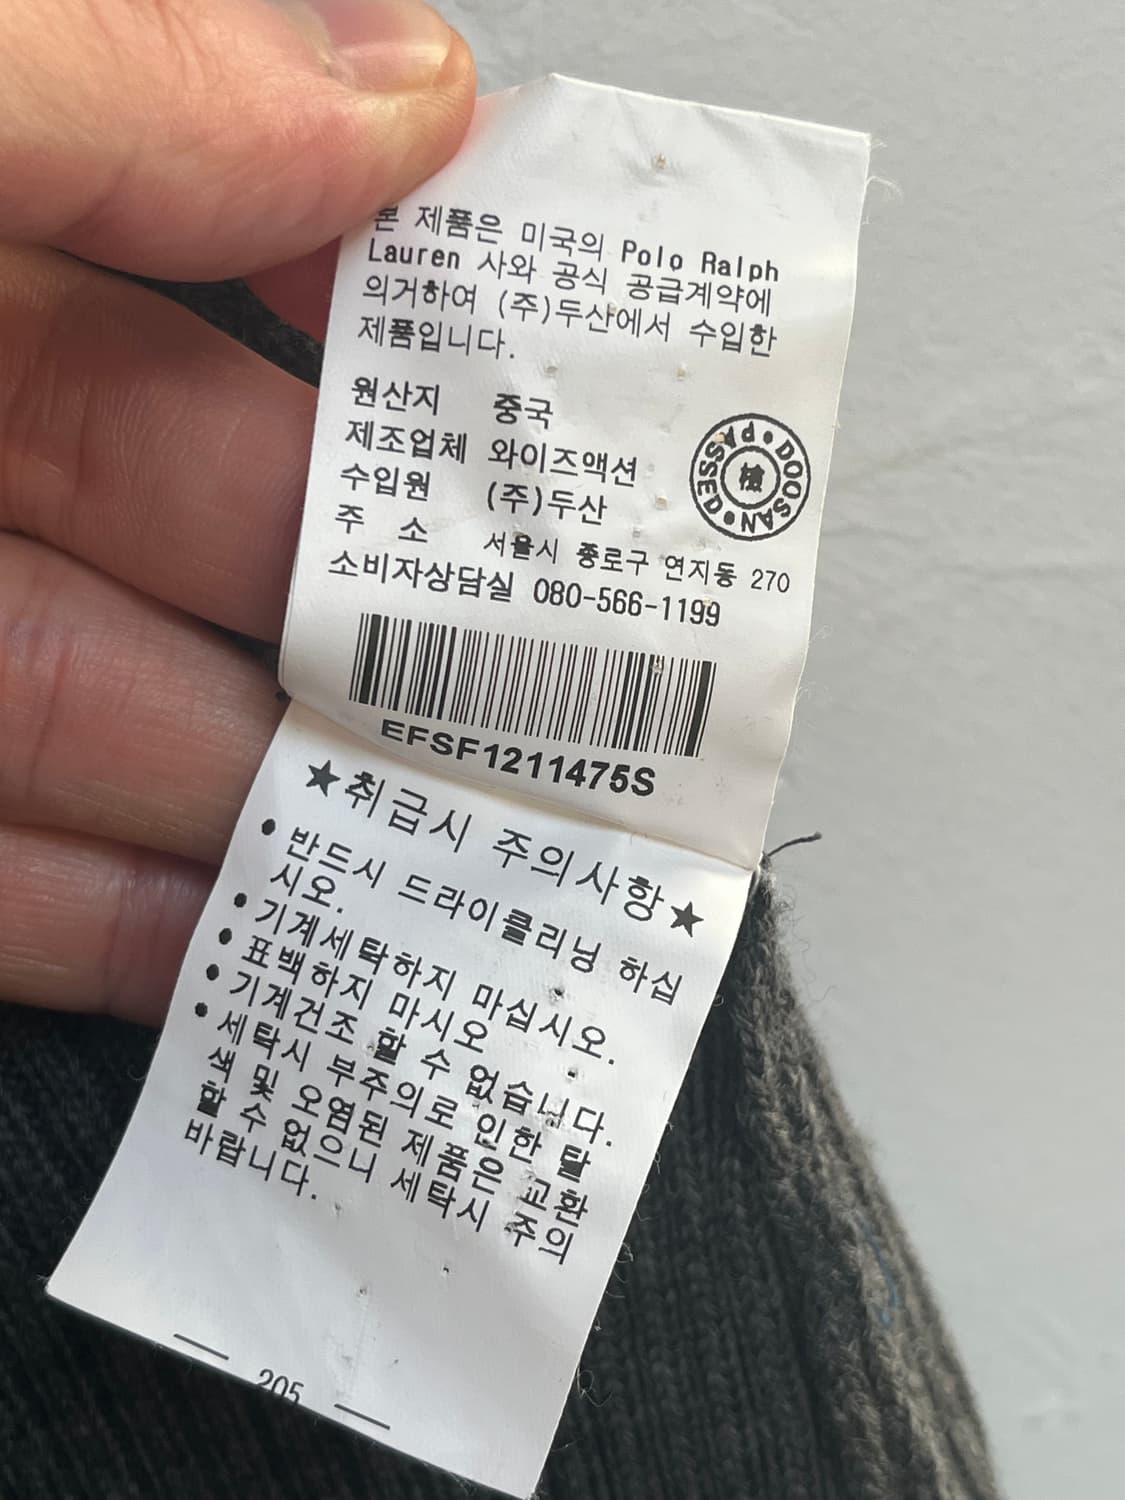 본 제품은 미국의 Polo Ralph
Lauren 사와 공식 공급계약에
의거하여 (주)두산에서 수입한
제품입니다.
원산지 중국
제조업체 와이즈액션
수입원 (주)두산
주 소 서울시 종로구 연지동 270
소비자상담실 080-566-1199
PASSED • DOOSAN •
檢
EFSF1211475S
★취급시 주의사항★
• 반드시 드라이클리닝 하십
시오.
• 기계세탁하지 마십시오.
• 표백하지 마시오
• 기계건조 할 수 없습니다.
• 세탁시 부주의로 인한 탈
색 및 오염된 제품은 교환
할 수 없으니 세탁시 주의
바랍니다.
205